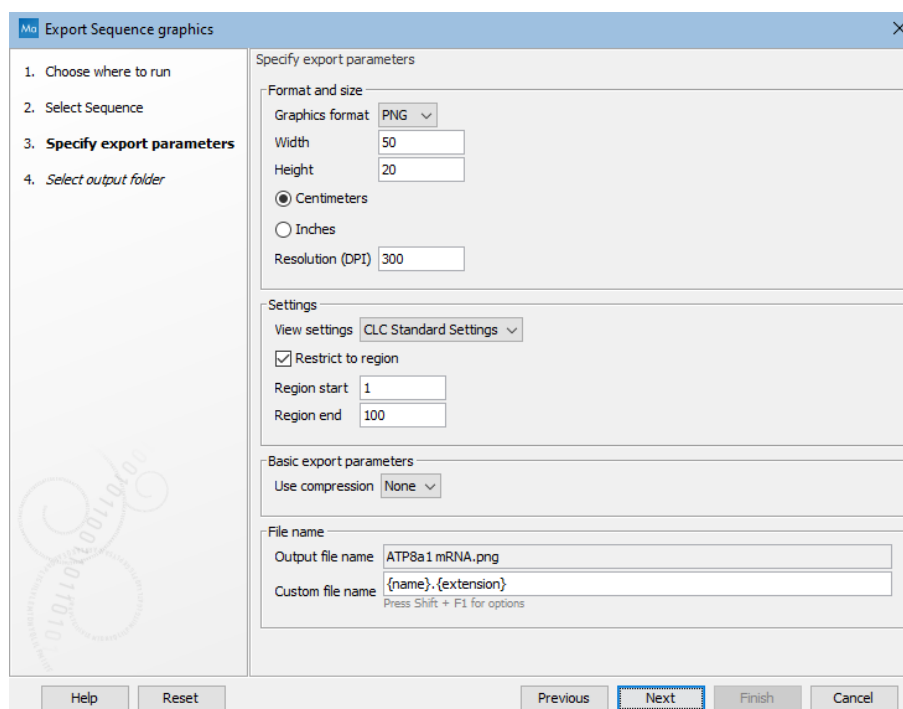 Ma Export Sequence graphics
1. Choose where to run
2. Select Sequence
3. Specify export parameters
4. Select output folder
Specify export parameters
Format and size
Graphics format PNG
Width 50
Height 20
Centimeters
Inches
Resolution (DPI) 300
Settings
View settings CLC Standard Settings
Restrict to region
Region start 1
Region end 100
Basic export parameters
Use compression None
File name
Output file name ATP8a1 mRNA.png
Custom file name {name}.{extension}
Press Shift + F1 for options
Help Reset Previous Next Finish Cancel